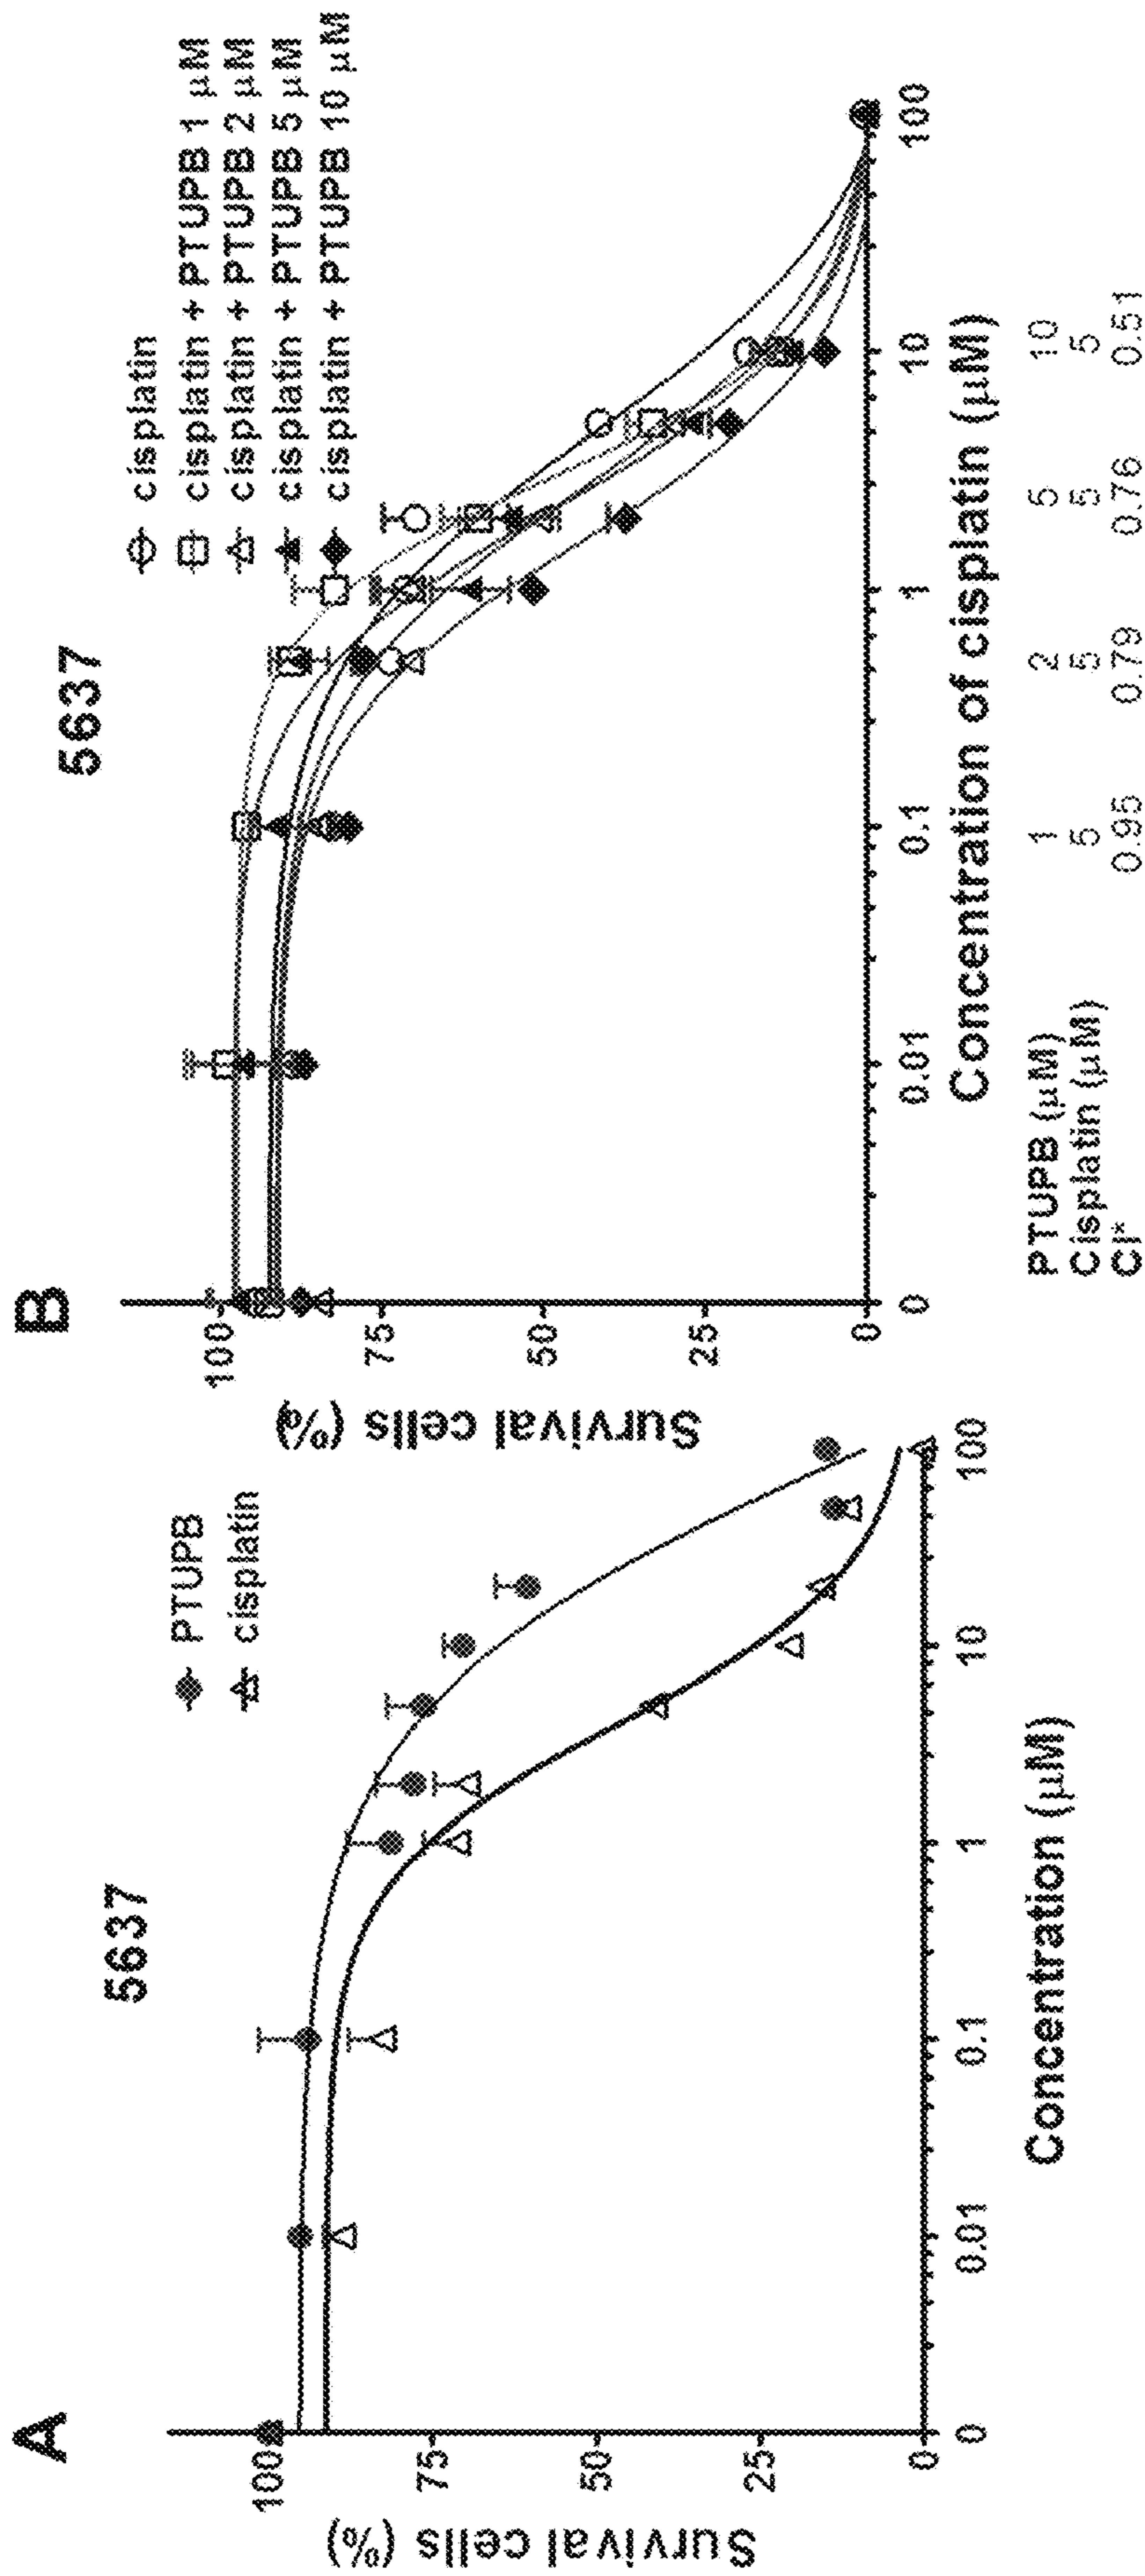 A
5637
PTUPB
cisplatin
Survival cells (%)
100
75
50
25
0
0 0.01 0.1 1 10 100
Concentration (μM)
B
5637
cisplatin
cisplatin + PTUPB 1 μM
cisplatin + PTUPB 2 μM
cisplatin + PTUPB 5 μM
cisplatin + PTUPB 10 μM
Survival cells (%)
100
75
50
25
0
0 0.01 0.1 1 10 100
Concentration of cisplatin (μM)
PTUPB (μM) 1 2 5 10
Cisplatin (μM) 5 5 5 5
CI* 0.95 0.79 0.76 0.51